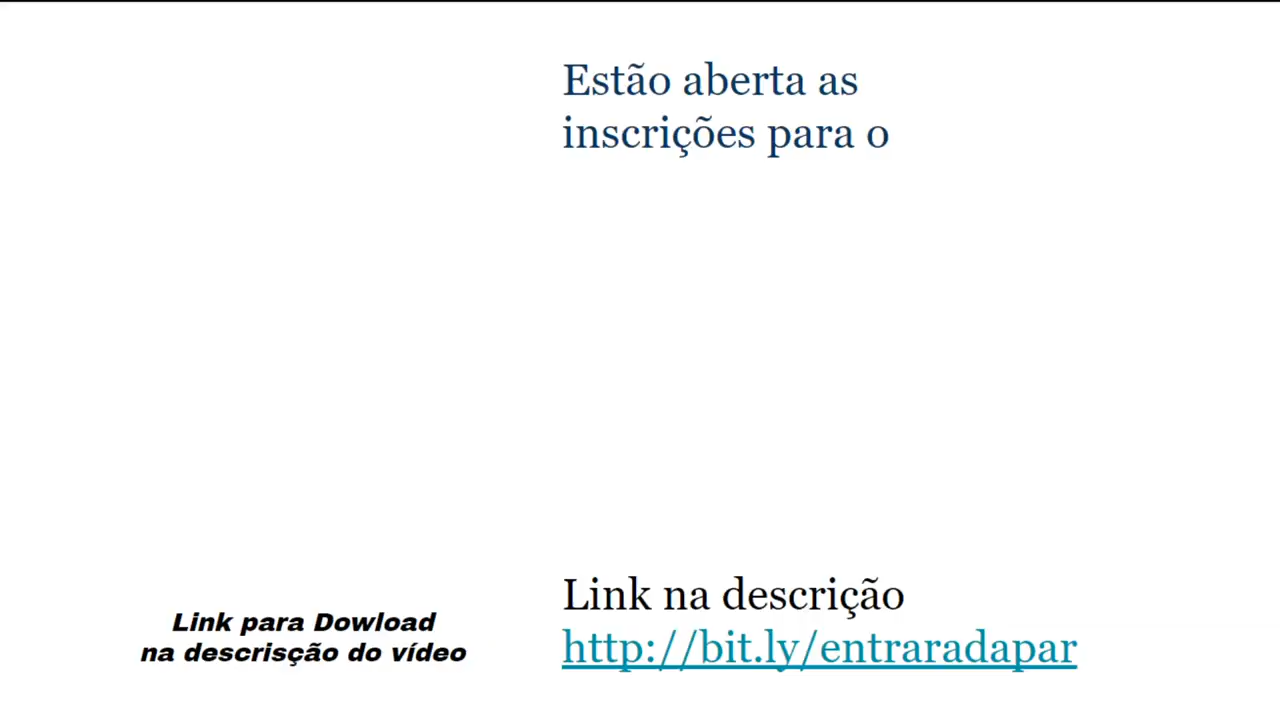 Estão aberta as
inscrições para o
Link na descrição
http://bit.ly/entraradapar
Link para Dowload
na descrisção do vídeo